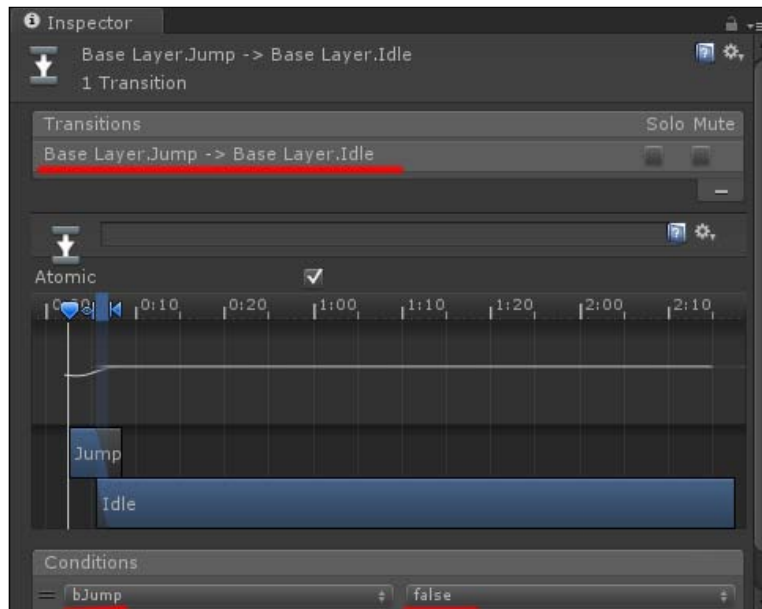 Inspector
Base Layer.Jump -> Base Layer.Idle
1 Transition
Transitions Solo Mute
Base Layer.Jump -> Base Layer.Idle
Atomic
0:10 0:20 1:00 1:10 1:20 2:00 2:10
Jump
Idle
Conditions
bJump false